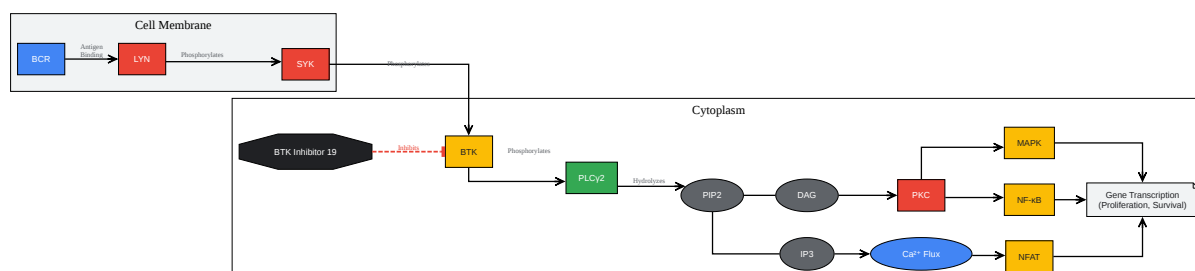 Cell Membrane
BCR
Antigen
Binding
LYN
Phosphorylates
SYK
Phosphorylates
Cytoplasm
BTK Inhibitor 19
Inhibits
BTK
Phosphorylates
PLCγ2
Hydrolyzes
PIP2
DAG
PKC
MAPK
NF-κB
Gene Transcription
(Proliferation, Survival)
IP3
Ca²⁺ Flux
NFAT